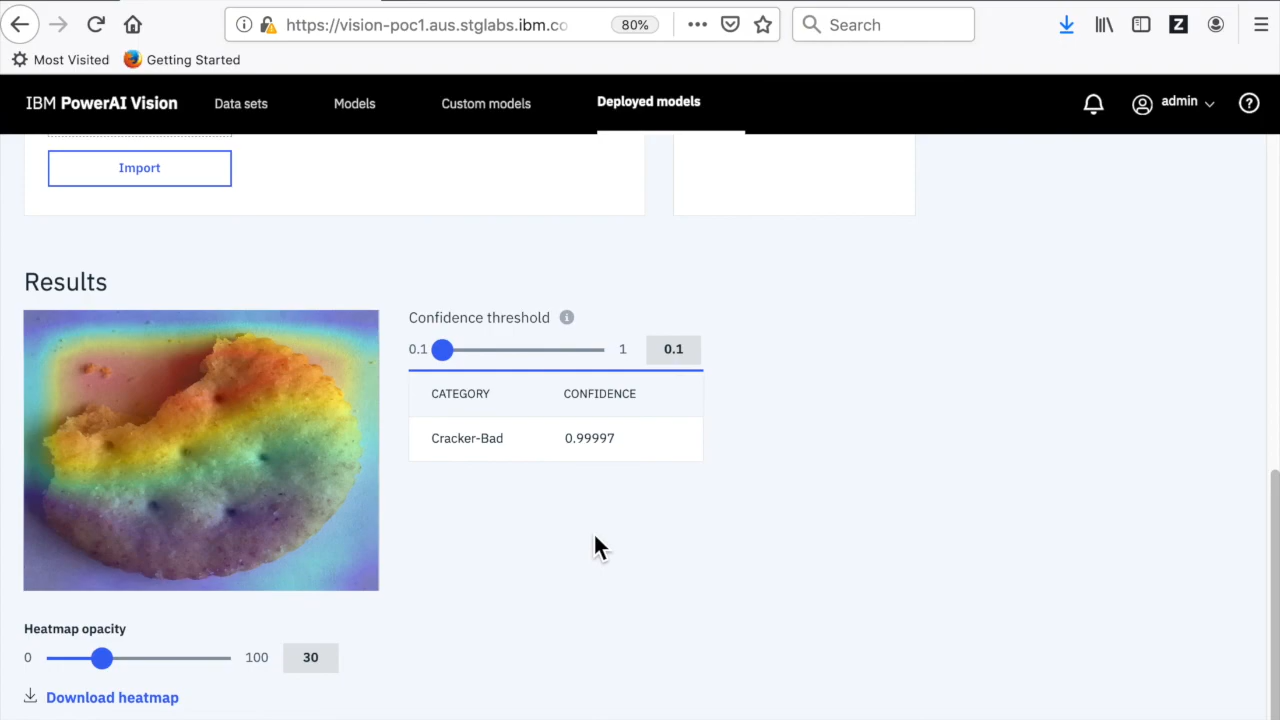 https://vision-poc1.aus.stglabs.ibm.co
80%
Search
Most Visited
Getting Started
IBM PowerAI Vision
Data sets
Models
Custom models
Deployed models
admin
Import
Results
Confidence threshold
0.1
1
0.1
CATEGORY CONFIDENCE
Cracker-Bad 0.99997
Heatmap opacity
0
100
30
Download heatmap